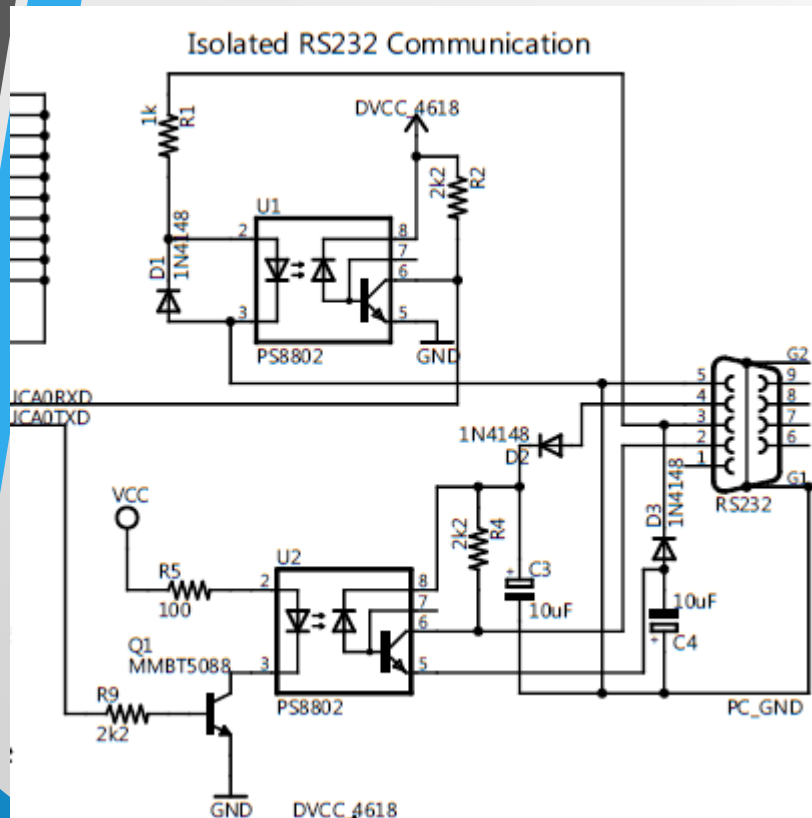 Isolated RS232 Communication
1k
R1
DVCC_4618
2k2
R2
U1
D1
1N4148
2
3
8
7
6
5
PS8802
GND
G2
5
4
3
2
1
9
8
7
6
G1
RS232
UCA0RXD
UCA0TXD
1N4148
D2
D3
1N4148
VCC
R5
100
U2
2
3
8
7
6
5
PS8802
2k2
R4
+
C3
10uF
10uF
+
C4
Q1
MMBT5088
R9
2k2
PC_GND
GND
DVCC_4618